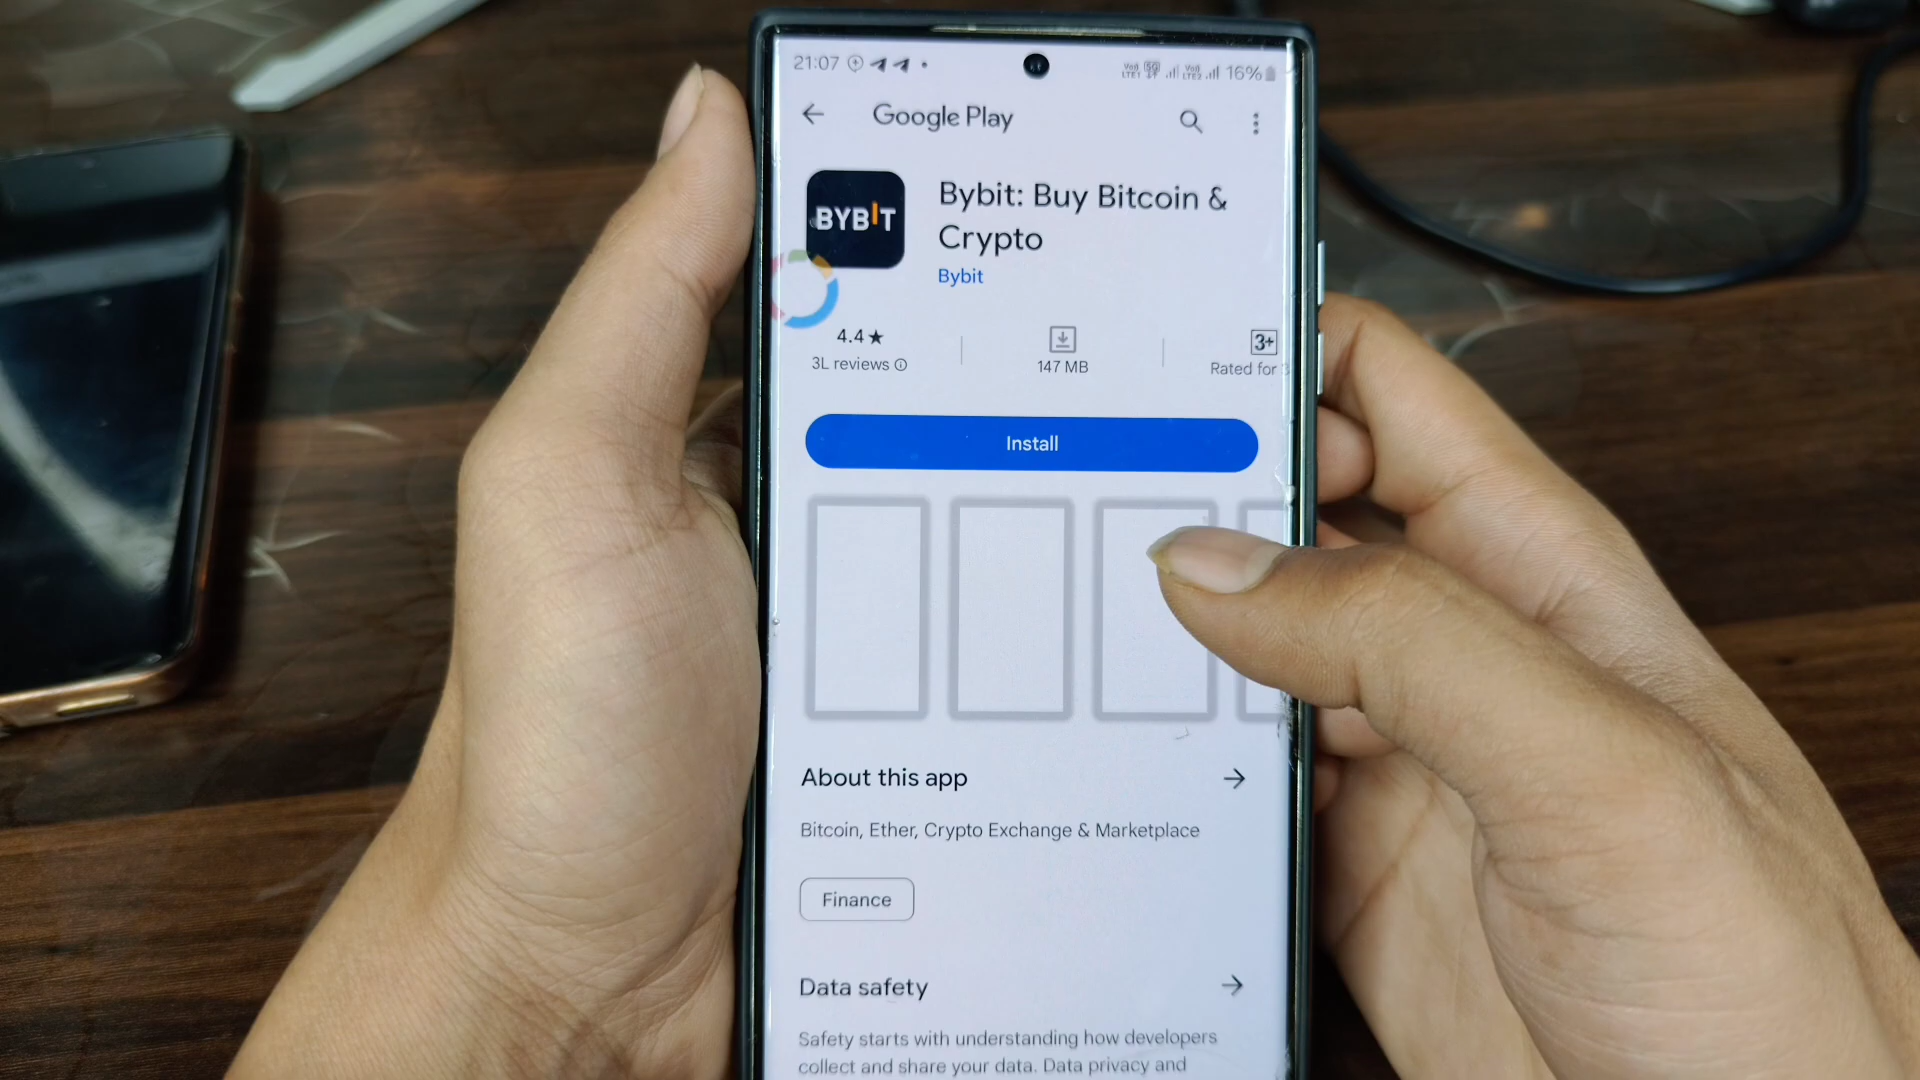 21:07
16%
Google Play
BYBIT
Bybit: Buy Bitcoin &
Crypto
Bybit
4.4★
3L reviews
147 MB
3+
Rated for 3
Install
About this app
Bitcoin, Ether, Crypto Exchange & Marketplace
Finance
Data safety
Safety starts with understanding how developers
collect and share your data. Data privacy and